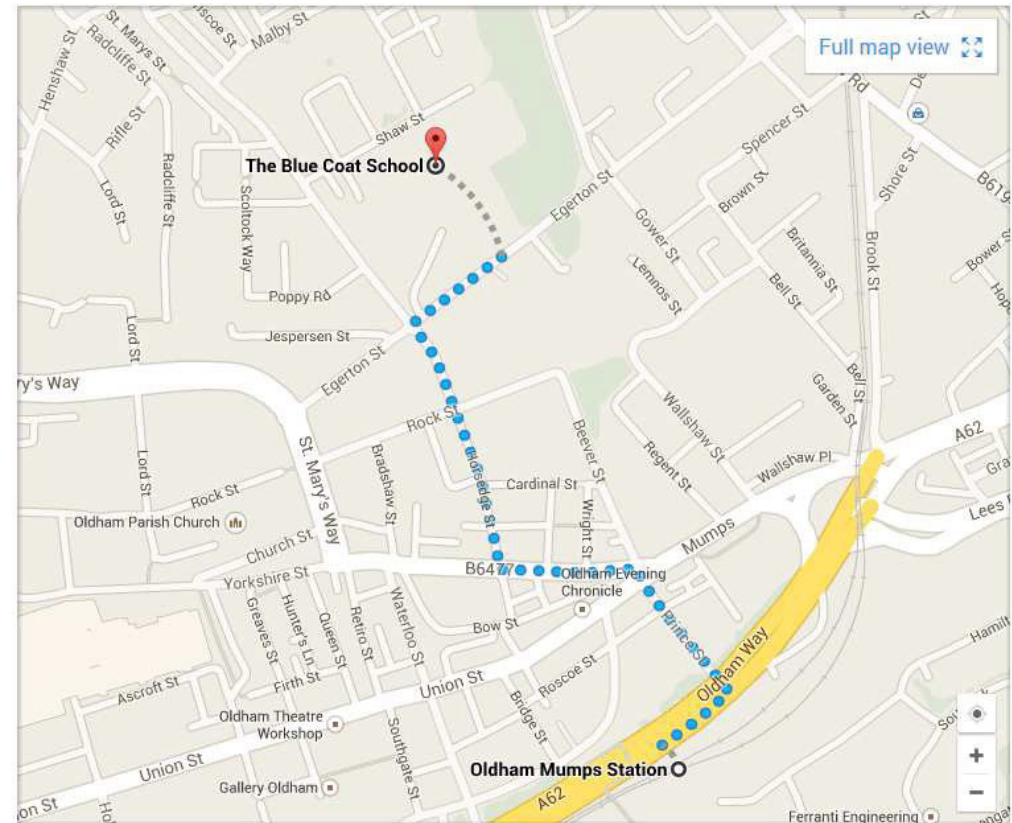 Full map view
Malby St
St. Marys St
Radcliffe St
Henshaw St
Rifle St
Lord St
Radcliffe St
Scoltock Way
Shaw St
The Blue Coat School
Egerton St
Spencer St
Brown St
Gower St
Lemnos St
Britannia St
Bell St
Shore St
Brook St
Rd
Poppy Rd
Jespersen St
Egerton St
Lord St
ry's Way
Rock St
St. Mary's Way
Bradshaw St
Horsedge St
Beever St
Cardinal St
Wright St
Wallshaw St
Regent St
Wallshaw Pl
Garden St
Bell St
A62
Lees
Lord St
Rock St
Oldham Parish Church
Church St
Yorkshire St
B6477
Mumps
Oldham Evening
Chronicle
Greaves St
Hunter's Ln
Queen St
Retiro St
Waterloo St
Bow St
Prince St
Oldham Way
Ascroft St
Firth St
Union St
Roscoe St
Bridge St
Oldham Theatre
Workshop
Southgate St
Union St
Gallery Oldham
Oldham Mumps Station
A62
Ferranti Engineering
+
−